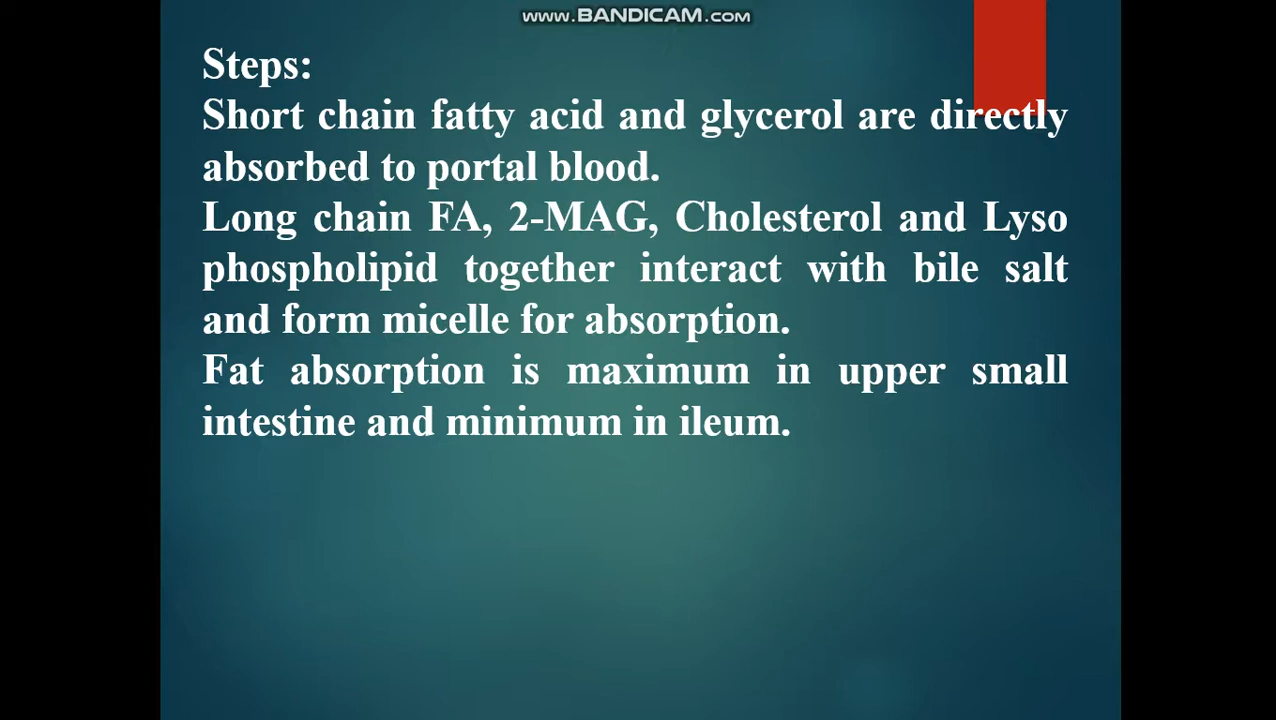 www.BANDICAM.com
Steps:
Short chain fatty acid and glycerol are directly
absorbed to portal blood.
Long chain FA, 2-MAG, Cholesterol and Lyso
phospholipid together interact with bile salt
and form micelle for absorption.
Fat absorption is maximum in upper small
intestine and minimum in ileum.